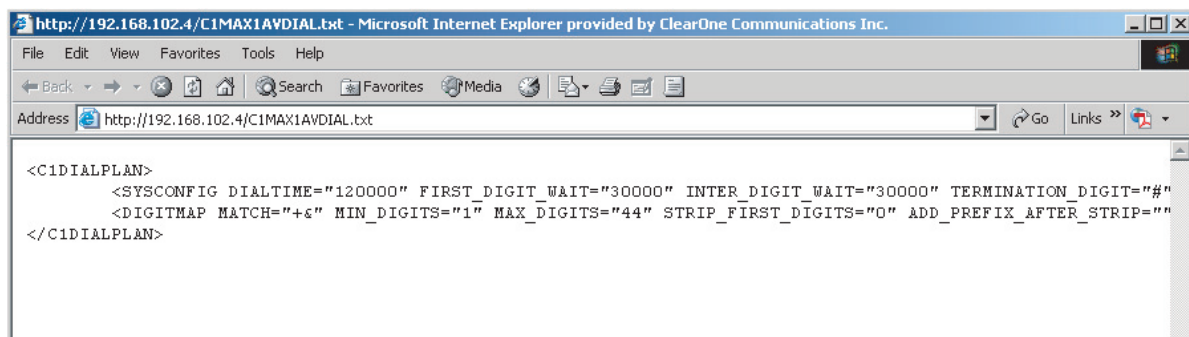 http://192.168.102.4/C1MAX1AVDIAL.txt - Microsoft Internet Explorer provided by ClearOne Communications Inc.
File Edit View Favorites Tools Help
Back Search Favorites Media
Address http://192.168.102.4/C1MAX1AVDIAL.txt Go Links »
<C1DIALPLAN>
<SYSCONFIG DIALTIME="120000" FIRST_DIGIT_WAIT="30000" INTER_DIGIT_WAIT="30000" TERMINATION_DIGIT="#"
<DIGITMAP MATCH="+&" MIN_DIGITS="1" MAX_DIGITS="44" STRIP_FIRST_DIGITS="0" ADD_PREFIX_AFTER_STRIP=""
</C1DIALPLAN>